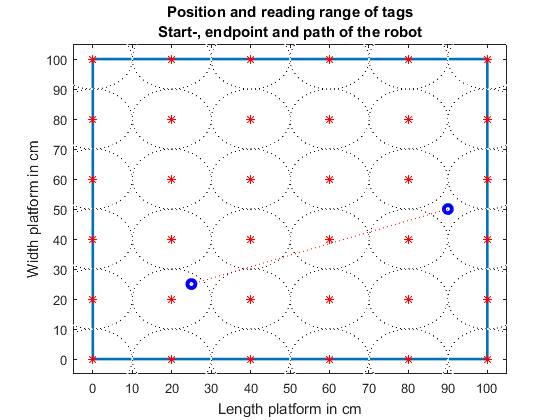 Position and reading range of tags
Start-, endpoint and path of the robot
100
90
80
70
60
50
40
30
20
10
0
Width platform in cm
0 10 20 30 40 50 60 70 80 90 100
Length platform in cm